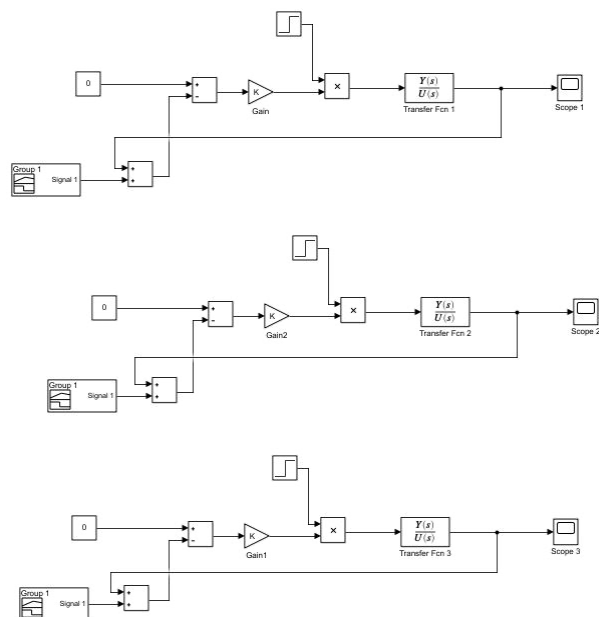 0
+
−
K
Gain
×
Y(s)
U(s)
Transfer Fcn 1
Scope 1
Group 1
Signal 1
+
+
0
+
−
K
Gain2
×
Y(s)
U(s)
Transfer Fcn 2
Scope 2
Group 1
Signal 1
+
+
0
+
−
K
Gain1
×
Y(s)
U(s)
Transfer Fcn 3
Scope 3
Group 1
Signal 1
+
+